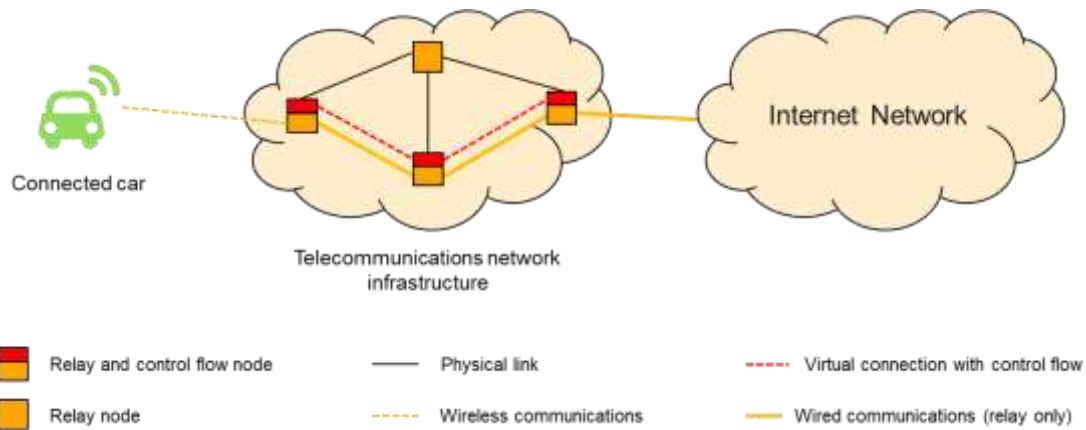 Internet Network
Connected car
Telecommunications network
infrastructure
Relay and control flow node
Physical link
Virtual connection with control flow
Relay node
Wireless communications
Wired communications (relay only)